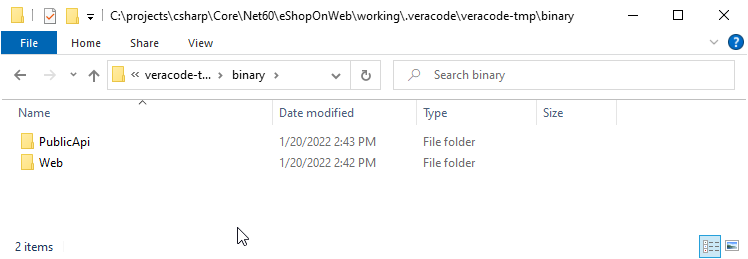 C:\projects\csharp\Core\Net60\eShopOnWeb\working\.veracode\veracode-tmp\binary
File Home Share View ?
« veracode-t... > binary > Search binary
Name Date modified Type Size
PublicApi 1/20/2022 2:43 PM File folder
Web 1/20/2022 2:42 PM File folder
2 items